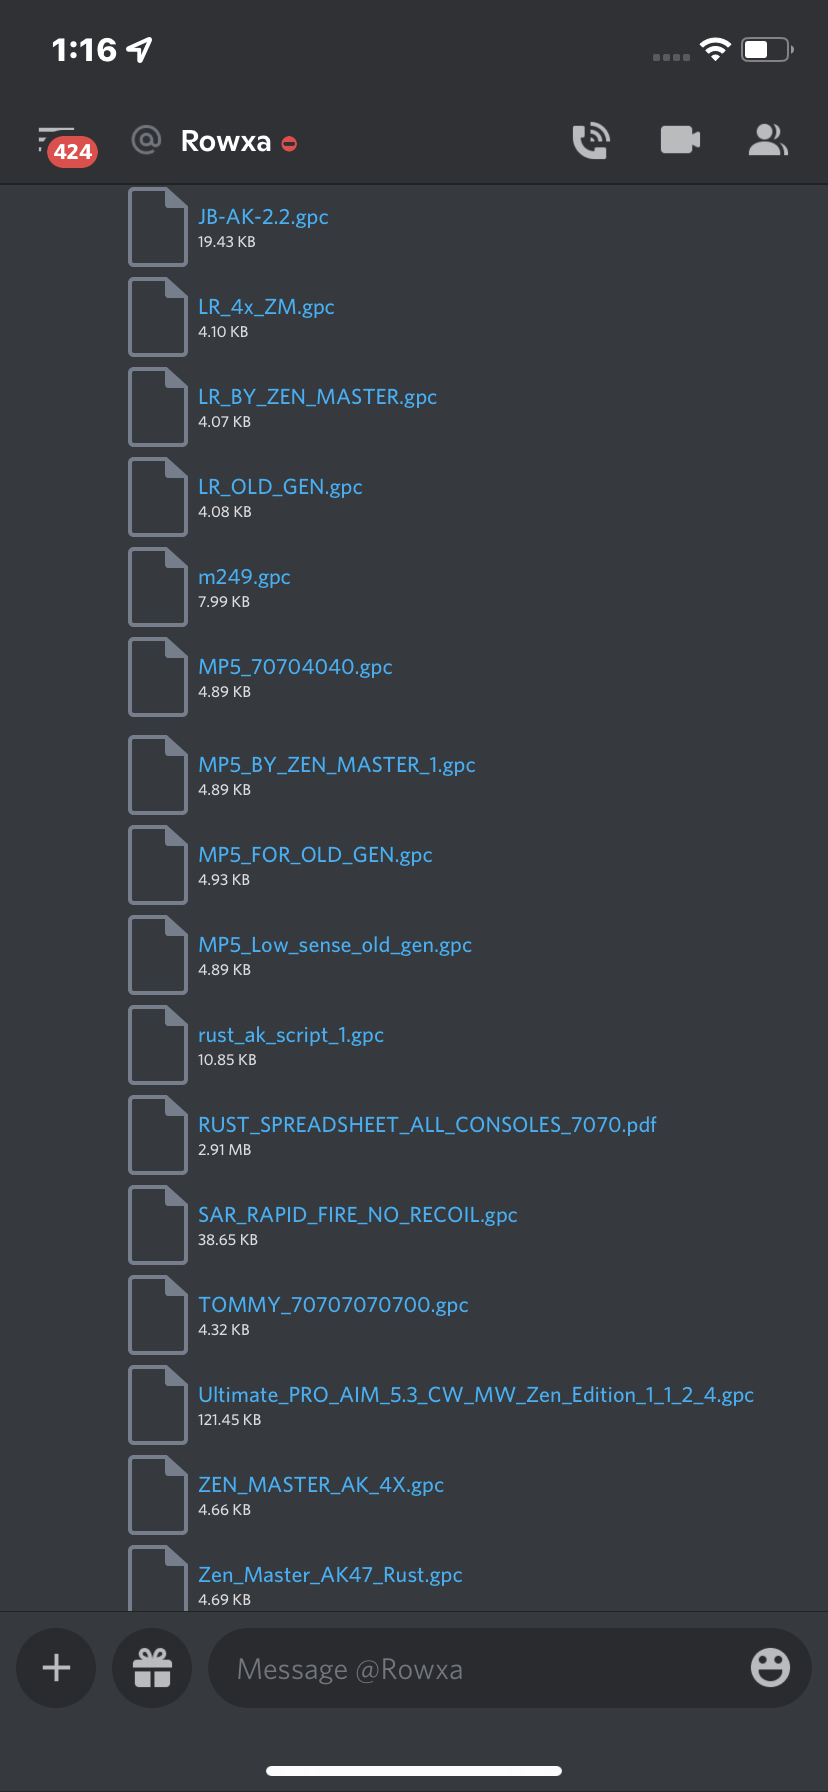 1:16
424
@ Rowxa
JB-AK-2.2.gpc
19.43 KB
LR_4x_ZM.gpc
4.10 KB
LR_BY_ZEN_MASTER.gpc
4.07 KB
LR_OLD_GEN.gpc
4.08 KB
m249.gpc
7.99 KB
MP5_70704040.gpc
4.89 KB
MP5_BY_ZEN_MASTER_1.gpc
4.89 KB
MP5_FOR_OLD_GEN.gpc
4.93 KB
MP5_Low_sense_old_gen.gpc
4.89 KB
rust_ak_script_1.gpc
10.85 KB
RUST_SPREADSHEET_ALL_CONSOLES_7070.pdf
2.91 MB
SAR_RAPID_FIRE_NO_RECOIL.gpc
38.65 KB
TOMMY_70707070700.gpc
4.32 KB
Ultimate_PRO_AIM_5.3_CW_MW_Zen_Edition_1_1_2_4.gpc
121.45 KB
ZEN_MASTER_AK_4X.gpc
4.66 KB
Zen_Master_AK47_Rust.gpc
4.69 KB
Message @Rowxa